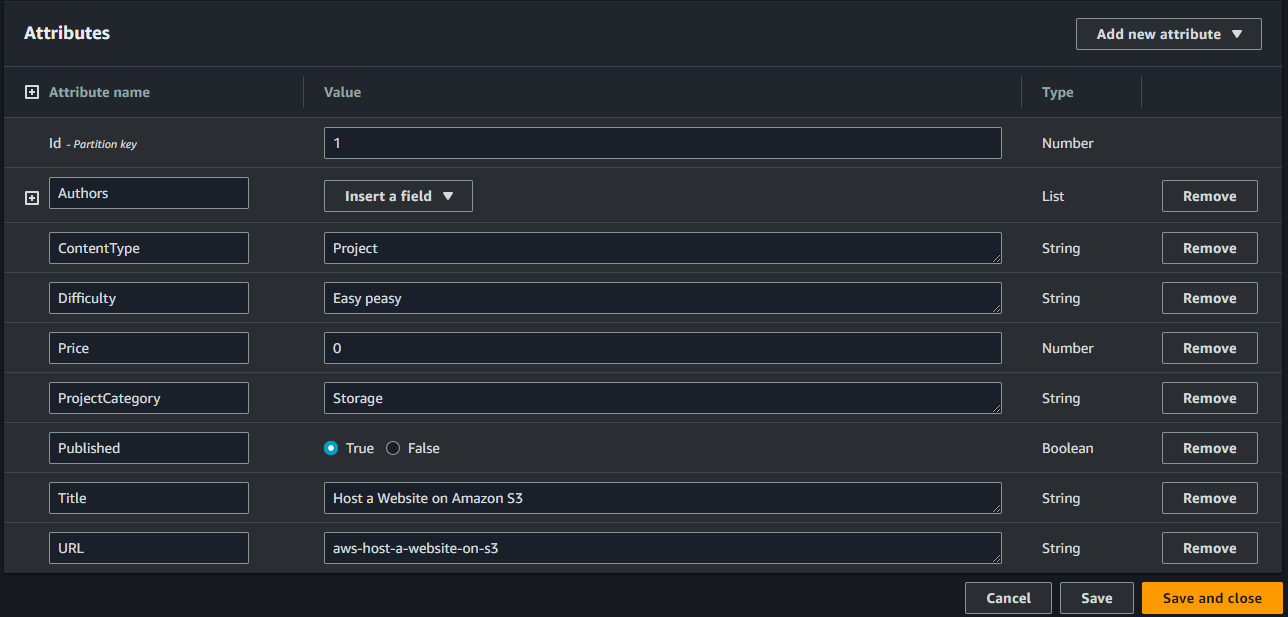 Attributes
Add new attribute
Attribute name Value Type
Id - Partition key 1 Number
Authors Insert a field List Remove
ContentType Project String Remove
Difficulty Easy peasy String Remove
Price 0 Number Remove
ProjectCategory Storage String Remove
Published True False Boolean Remove
Title Host a Website on Amazon S3 String Remove
URL aws-host-a-website-on-s3 String Remove
Cancel Save Save and close